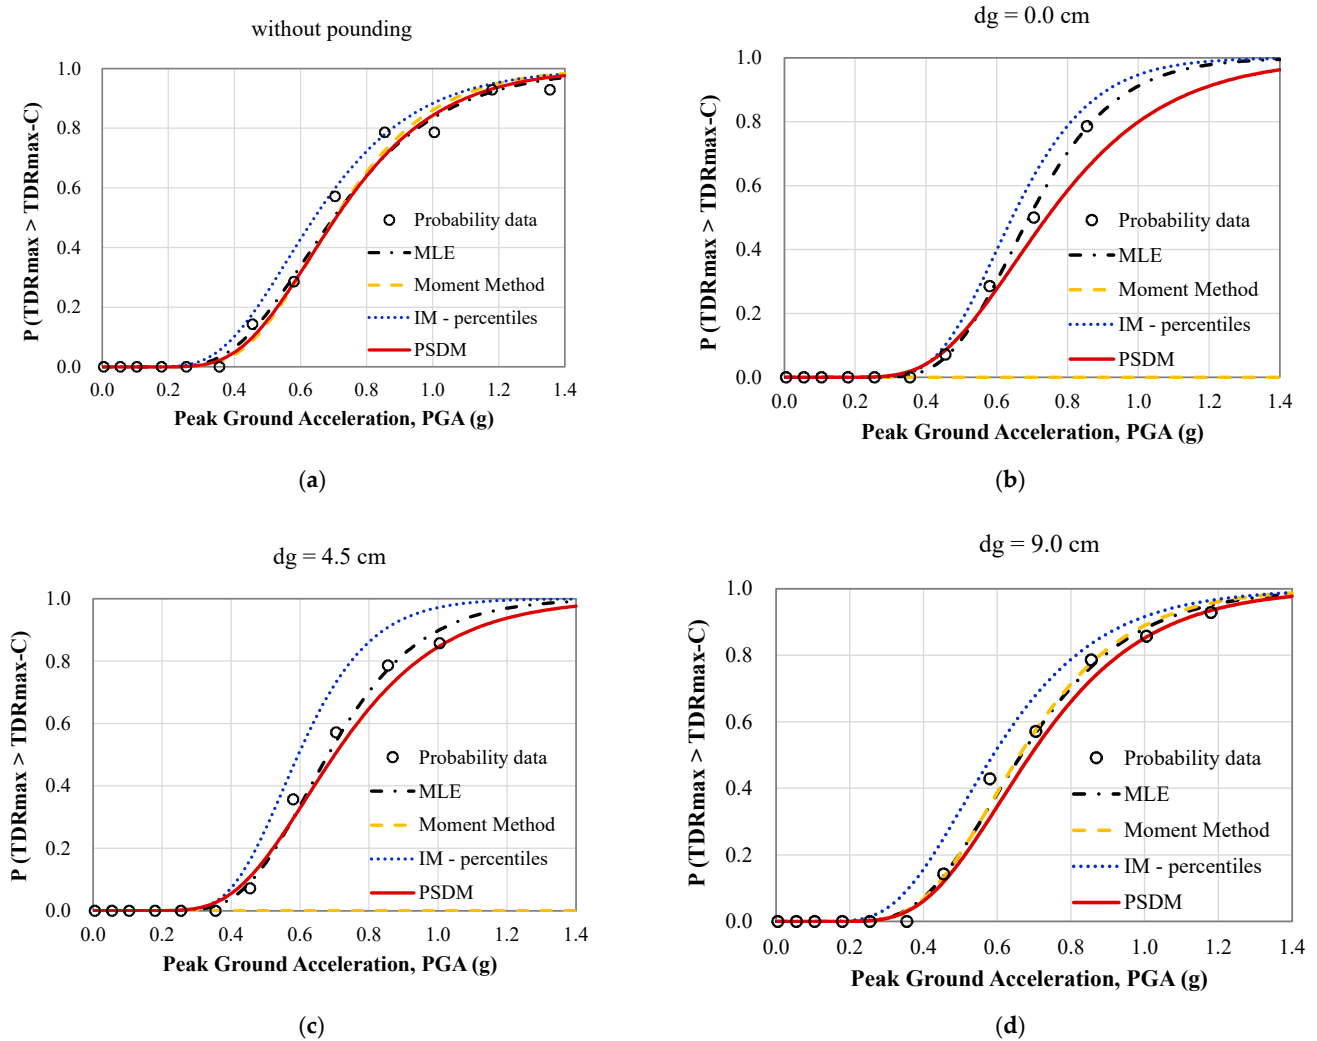 without pounding
P (TDRmax > TDRmax-C)
1.0
0.8
0.6
0.4
0.2
0.0
Probability data
MLE
Moment Method
IM - percentiles
PSDM
0.0 0.2 0.4 0.6 0.8 1.0 1.2 1.4
Peak Ground Acceleration, PGA (g)
(a)
dg = 0.0 cm
P (TDRmax > TDRmax-C)
1.0
0.8
0.6
0.4
0.2
0.0
Probability data
MLE
Moment Method
IM - percentiles
PSDM
0.0 0.2 0.4 0.6 0.8 1.0 1.2 1.4
Peak Ground Acceleration, PGA (g)
(b)
dg = 4.5 cm
P (TDRmax > TDRmax-C)
1.0
0.8
0.6
0.4
0.2
0.0
Probability data
MLE
Moment Method
IM - percentiles
PSDM
0.0 0.2 0.4 0.6 0.8 1.0 1.2 1.4
Peak Ground Acceleration, PGA (g)
(c)
dg = 9.0 cm
P (TDRmax > TDRmax-C)
1.0
0.8
0.6
0.4
0.2
0.0
Probability data
MLE
Moment Method
IM - percentiles
PSDM
0.0 0.2 0.4 0.6 0.8 1.0 1.2 1.4
Peak Ground Acceleration, PGA (g)
(d)